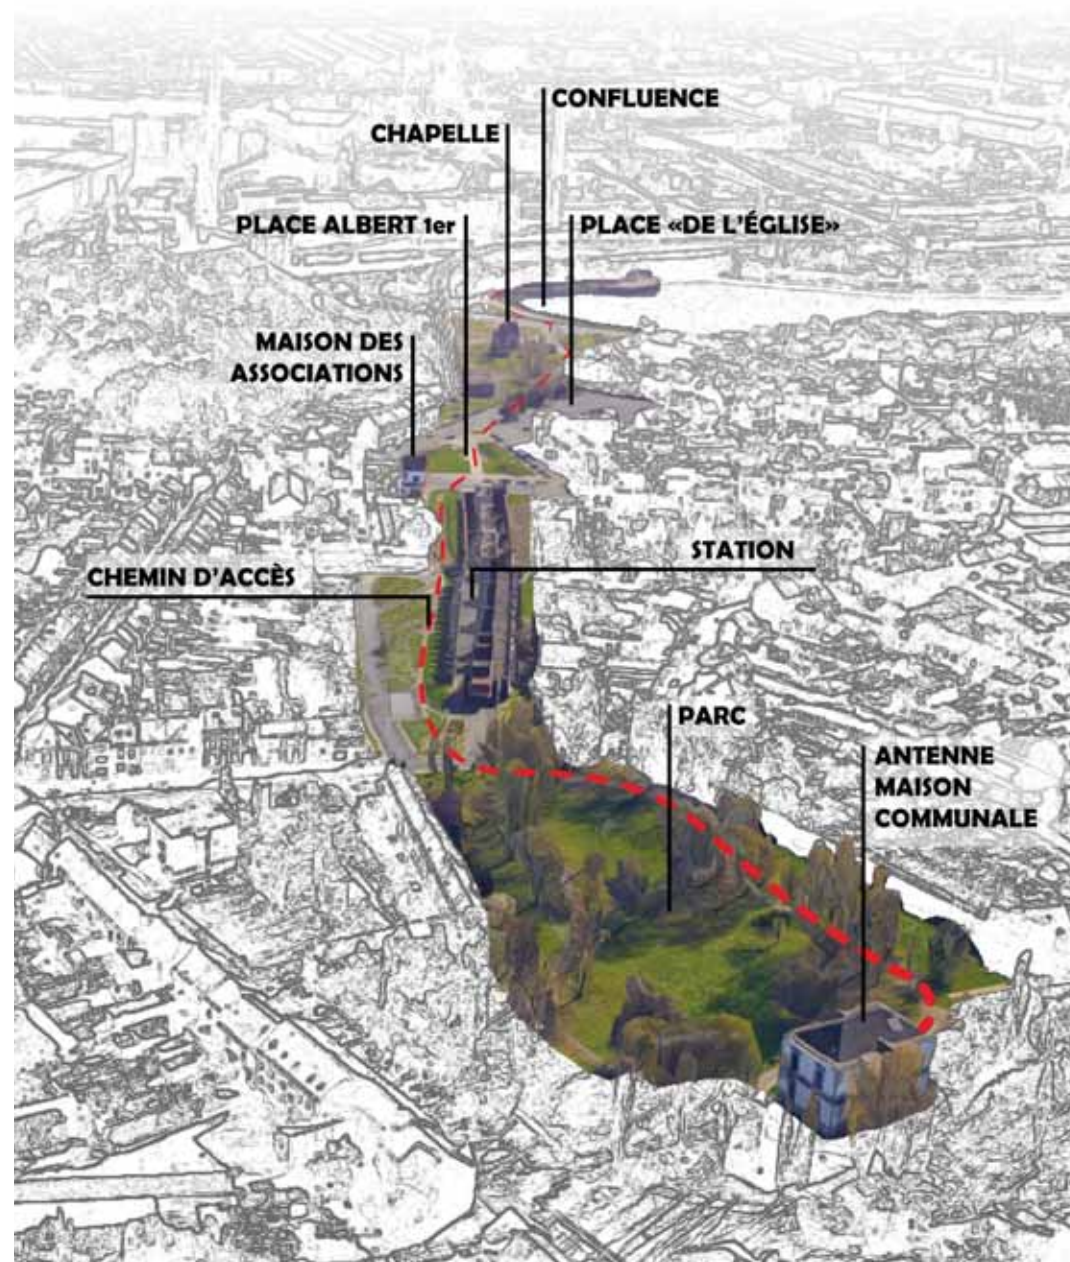 CONFLUENCE
CHAPELLE
PLACE ALBERT 1er
PLACE «DE L'ÉGLISE»
MAISON DES
ASSOCIATIONS
STATION
CHEMIN D'ACCÈS
PARC
ANTENNE
MAISON
COMMUNALE